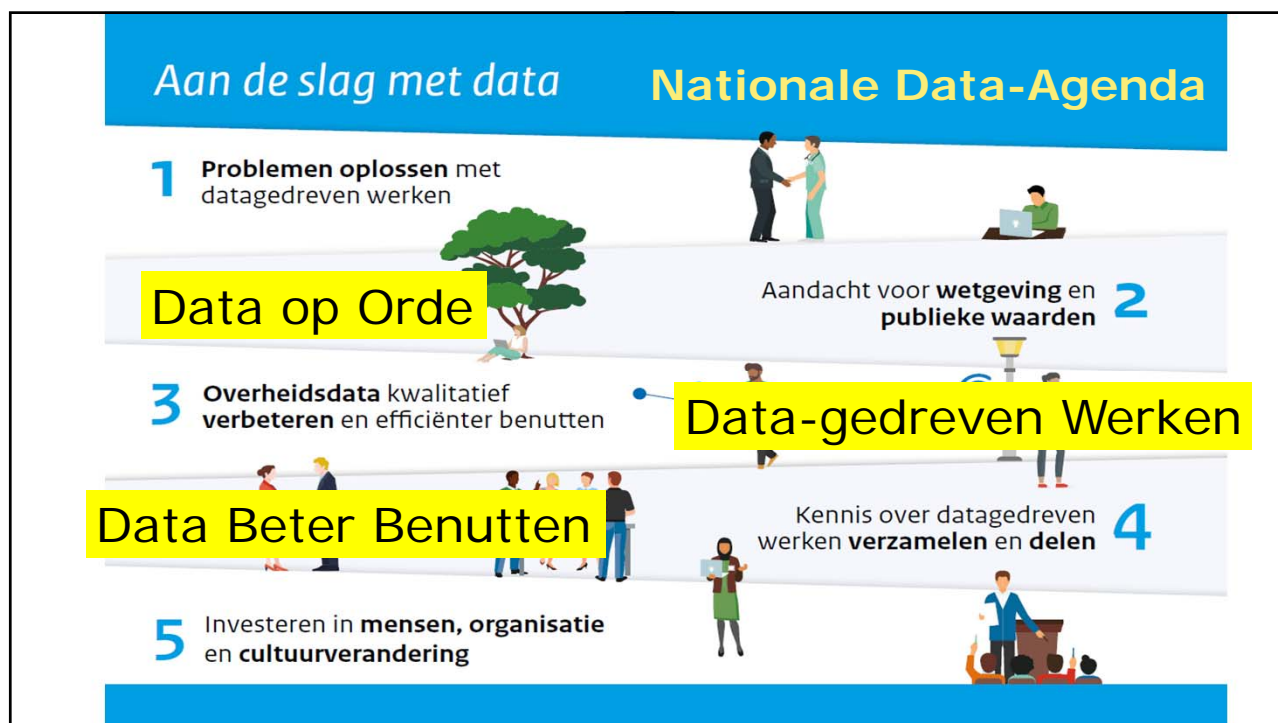 Aan de slag met data
Nationale Data-Agenda
1
Problemen oplossen met
datagedreven werken
Data op Orde
Aandacht voor wetgeving en
publieke waarden
2
3
Overheidsdata kwalitatief
verbeteren en efficiënter benutten
Data-gedreven Werken
Data Beter Benutten
Kennis over datagedreven
werken verzamelen en delen
4
5
Investeren in mensen, organisatie
en cultuurverandering